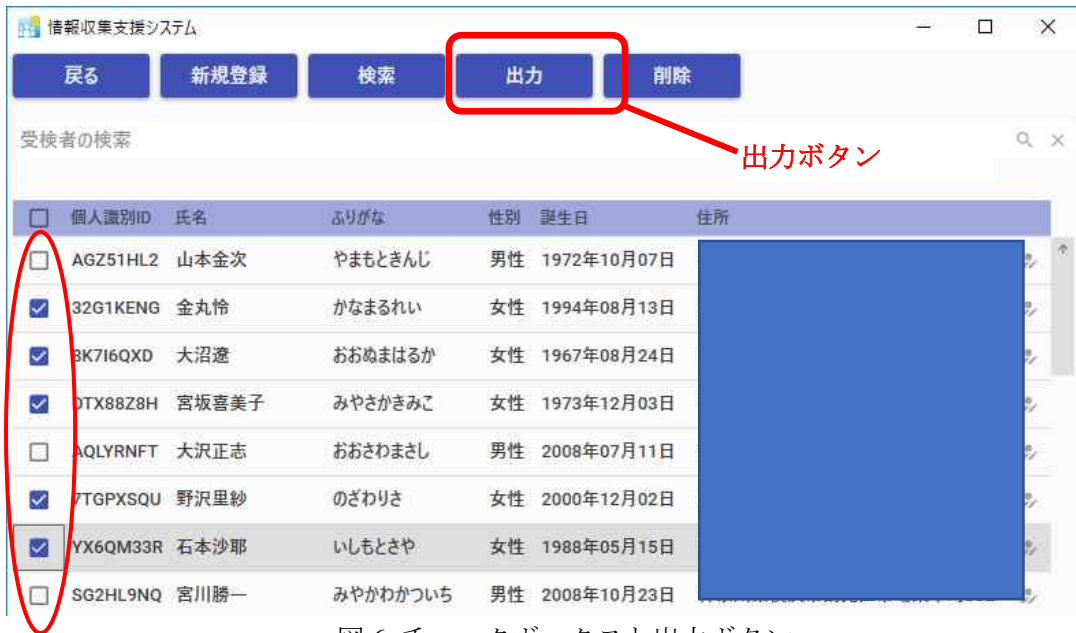 情報収集支援システム
戻る 新規登録 検索 出力 削除
受検者の検索
出力ボタン
個人識別ID 氏名 ふりがな 性別 誕生日 住所
AGZ51HL2 山本金次 やまもときんじ 男性 1972年10月07日
32G1KENG 金丸怜 かなまるれい 女性 1994年08月13日
8K7I6QXD 大沼遼 おおぬまはるか 女性 1967年08月24日
DTX88Z8H 宮坂喜美子 みやさかきみこ 女性 1973年12月03日
AQLYRNFT 大沢正志 おおさわまさし 男性 2008年07月11日
7TGPXSQU 野沢里紗 のざわりさ 女性 2000年12月02日
YX6QM33R 石本沙耶 いしもとさや 女性 1988年05月15日
SG2HL9NQ 宮川勝一 みやかわかついち 男性 2008年10月23日